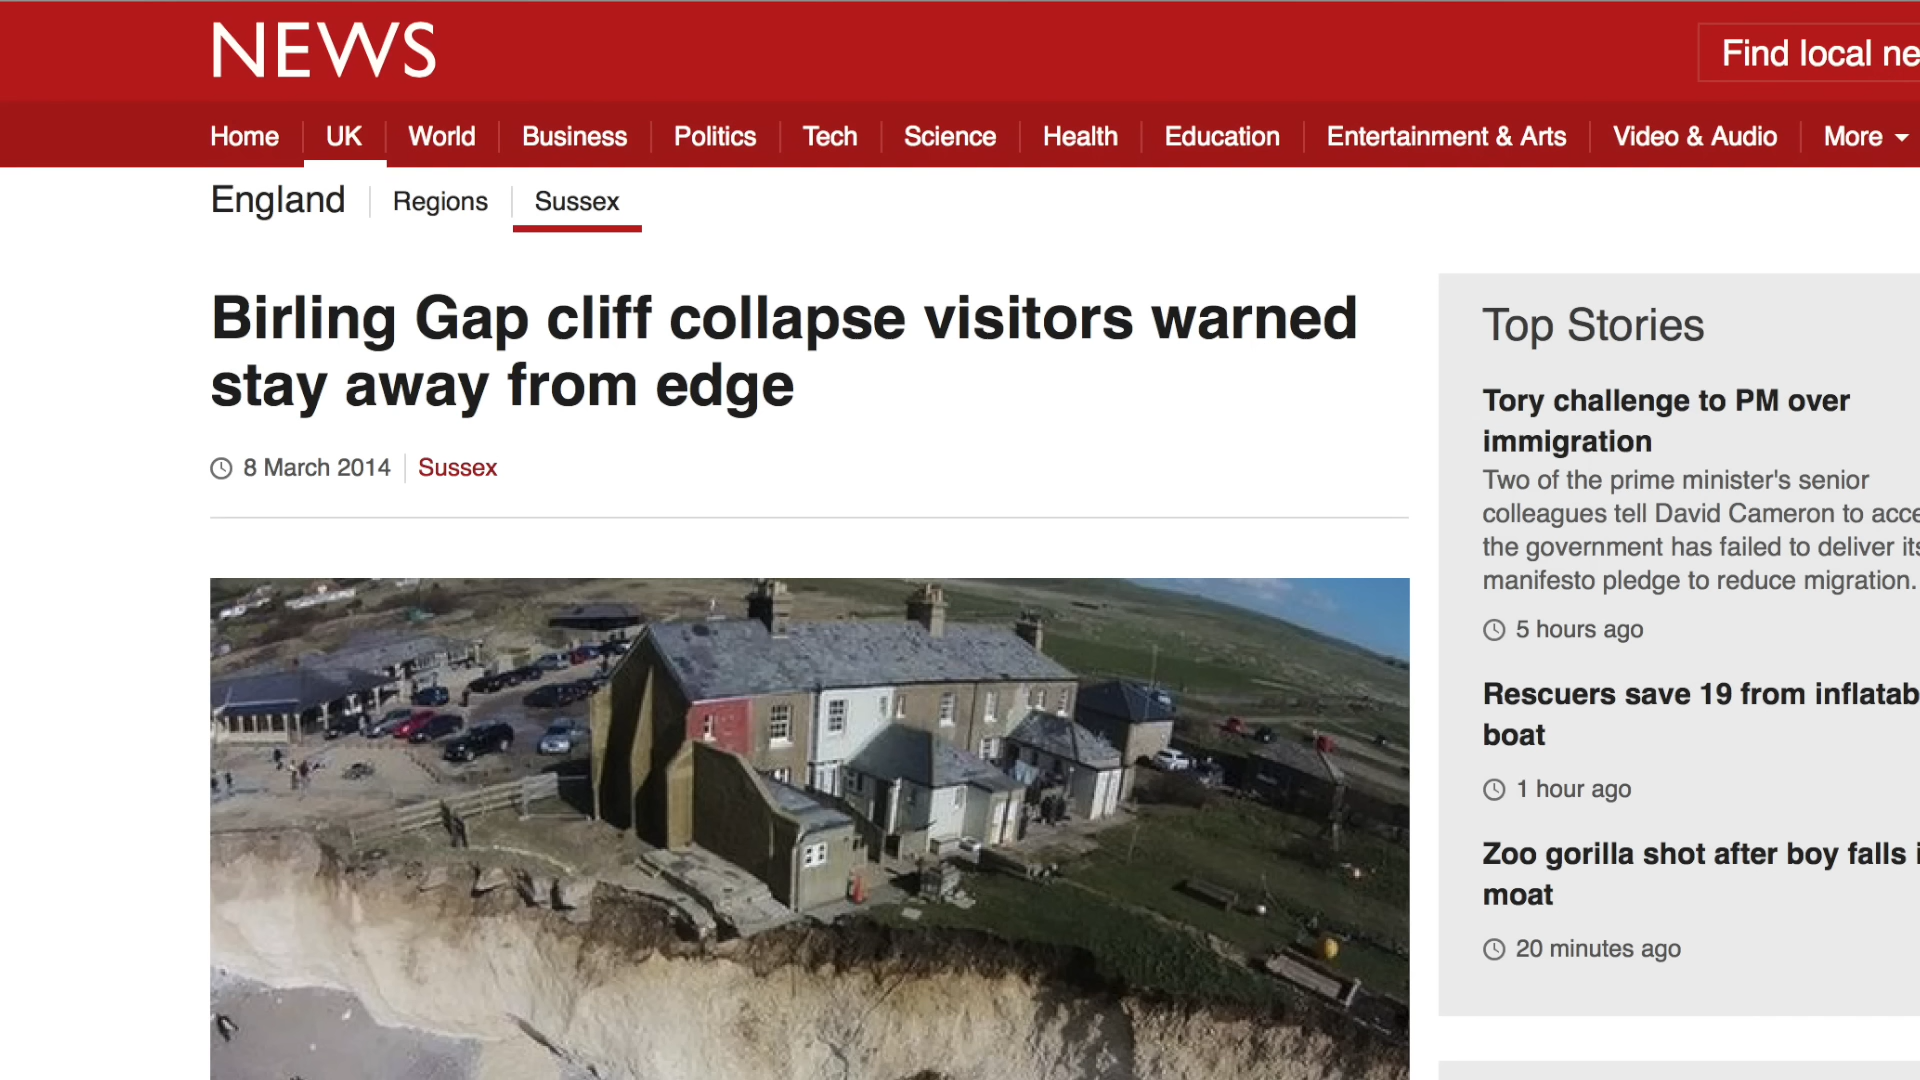 NEWS
Find local ne
Home UK World Business Politics Tech Science Health Education Entertainment & Arts Video & Audio More
England Regions Sussex
Birling Gap cliff collapse visitors warned
stay away from edge
8 March 2014 Sussex
Top Stories
Tory challenge to PM over
immigration
Two of the prime minister's senior
colleagues tell David Cameron to acce
the government has failed to deliver its
manifesto pledge to reduce migration.
5 hours ago
Rescuers save 19 from inflatab
boat
1 hour ago
Zoo gorilla shot after boy falls i
moat
20 minutes ago